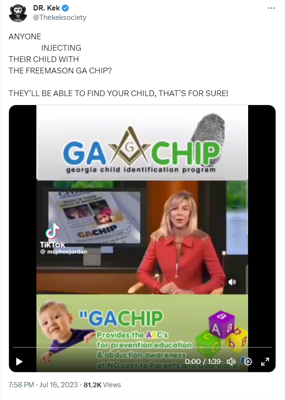 DR. Kek
@Thekeksociety
ANYONE
INJECTING
THEIR CHILD WITH
THE FREEMASON GA CHIP?
THEY'LL BE ABLE TO FIND YOUR CHILD, THAT'S FOR SURE!
GA G CHIP
georgia child identification program
GACHIP
TikTok
@ mcpheejordan
"GACHIP
Provides the ABC's
for prevention education
& abduction awareness
at NO cost to Parents
0:00 / 1:39
7:58 PM · Jul 16, 2023 · 81.2K Views